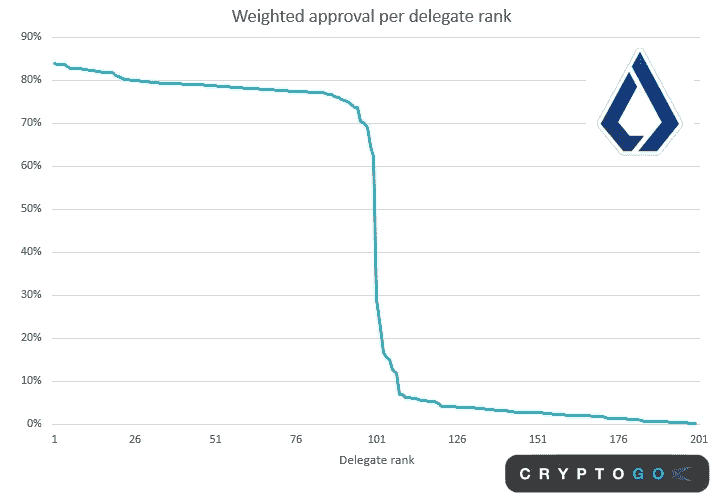 Weighted approval per delegate rank
90%
80%
70%
60%
50%
40%
30%
20%
10%
0%
1 26 51 76 101 126 151 176 201
Delegate rank
CRYPTOGO